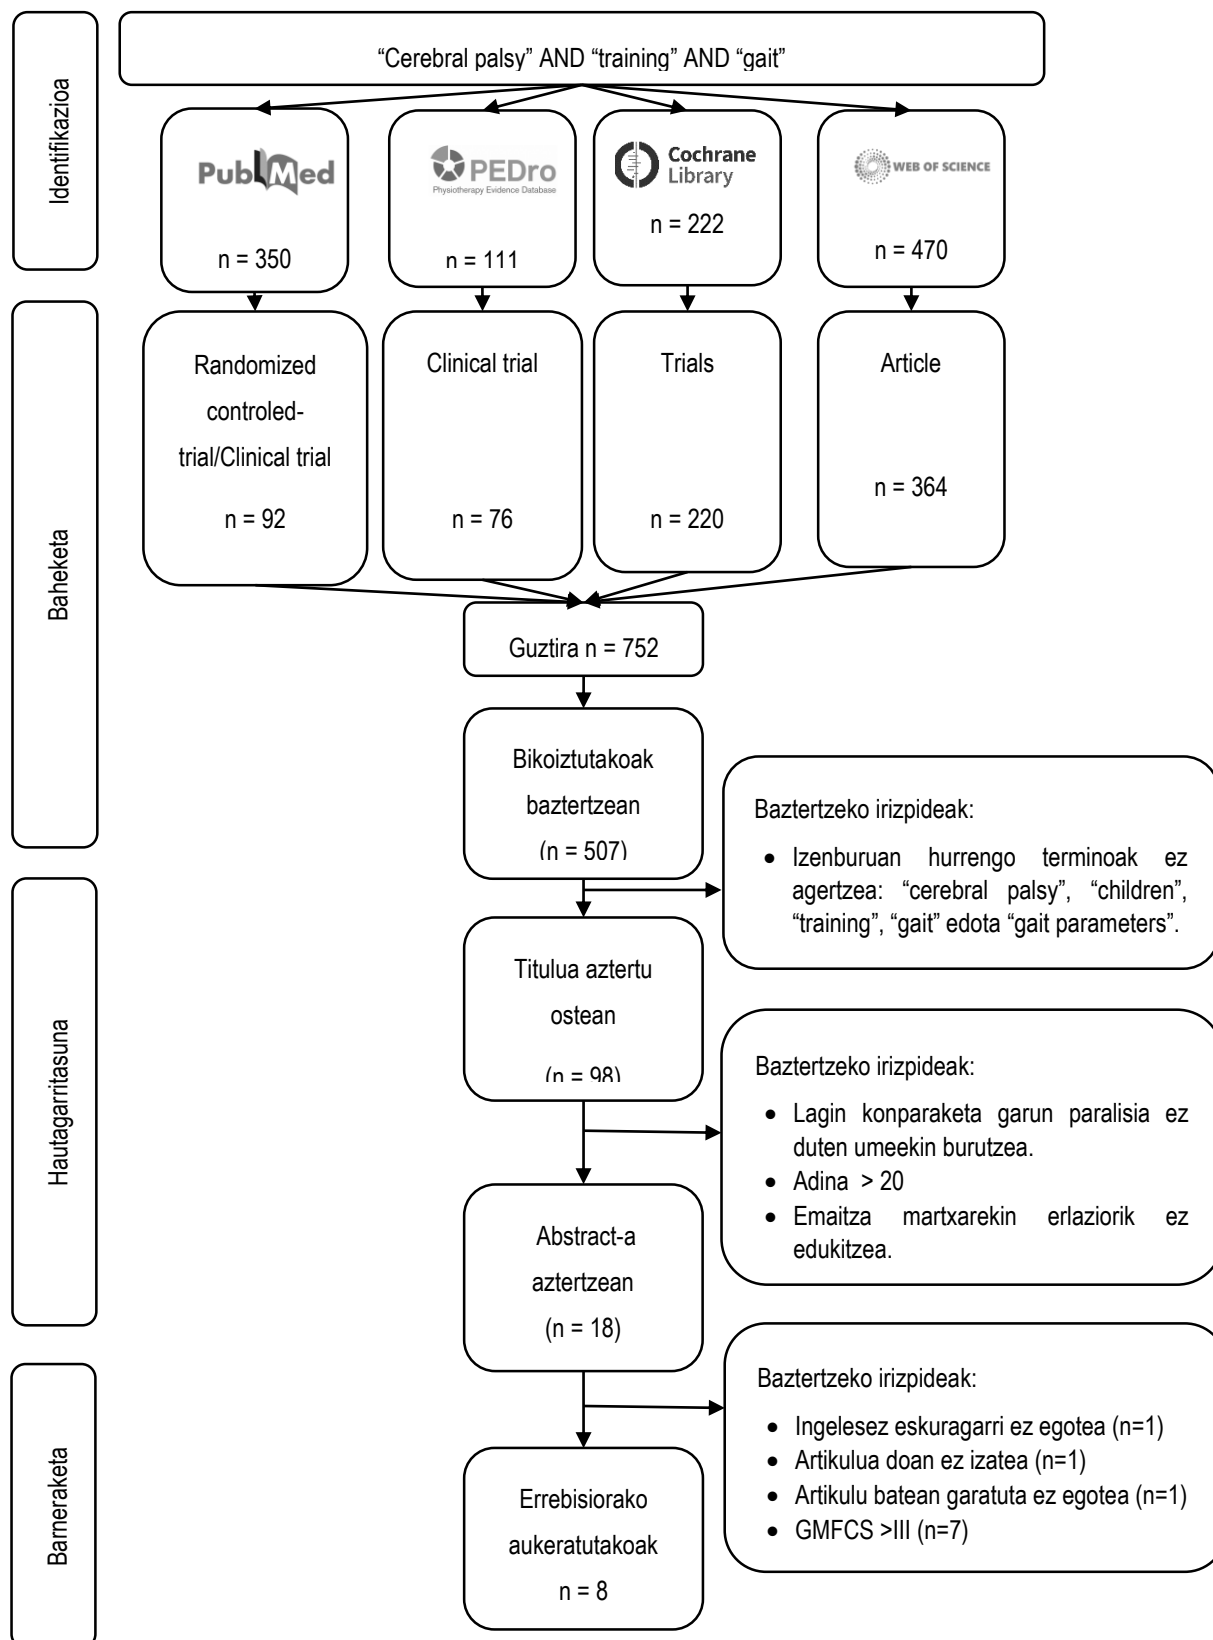 Identifikazioa
“Cerebral palsy” AND “training” AND “gait”
PubMed
n = 350
PEDro
Physiotherapy Evidence Database
n = 111
Cochrane
Library
n = 222
WEB OF SCIENCE
n = 470
Baheketa
Randomized
controled-
trial/Clinical trial
n = 92
Clinical trial
n = 76
Trials
n = 220
Article
n = 364
Guztira n = 752
Bikoiztutakoak
baztertzean
(n = 507)
Baztertzeko irizpideak:
• Izenburuan hurrengo terminoak ez
agertzea: “cerebral palsy”, “children”,
“training”, “gait” edota “gait parameters”.
Hautagarritasuna
Titulua aztertu
ostean
(n = 98)
Baztertzeko irizpideak:
• Lagin konparaketa garun paralisia ez
duten umeekin burutzea.
• Adina > 20
• Emaitza martxarekin erlaziorik ez
edukitzea.
Abstract-a
aztertzean
(n = 18)
Barneraketa
Baztertzeko irizpideak:
• Ingelesez eskuragarri ez egotea (n=1)
• Artikulua doan ez izatea (n=1)
• Artikulu batean garatuta ez egotea (n=1)
• GMFCS >III (n=7)
Errebisiorako
aukeratutakoak
n = 8